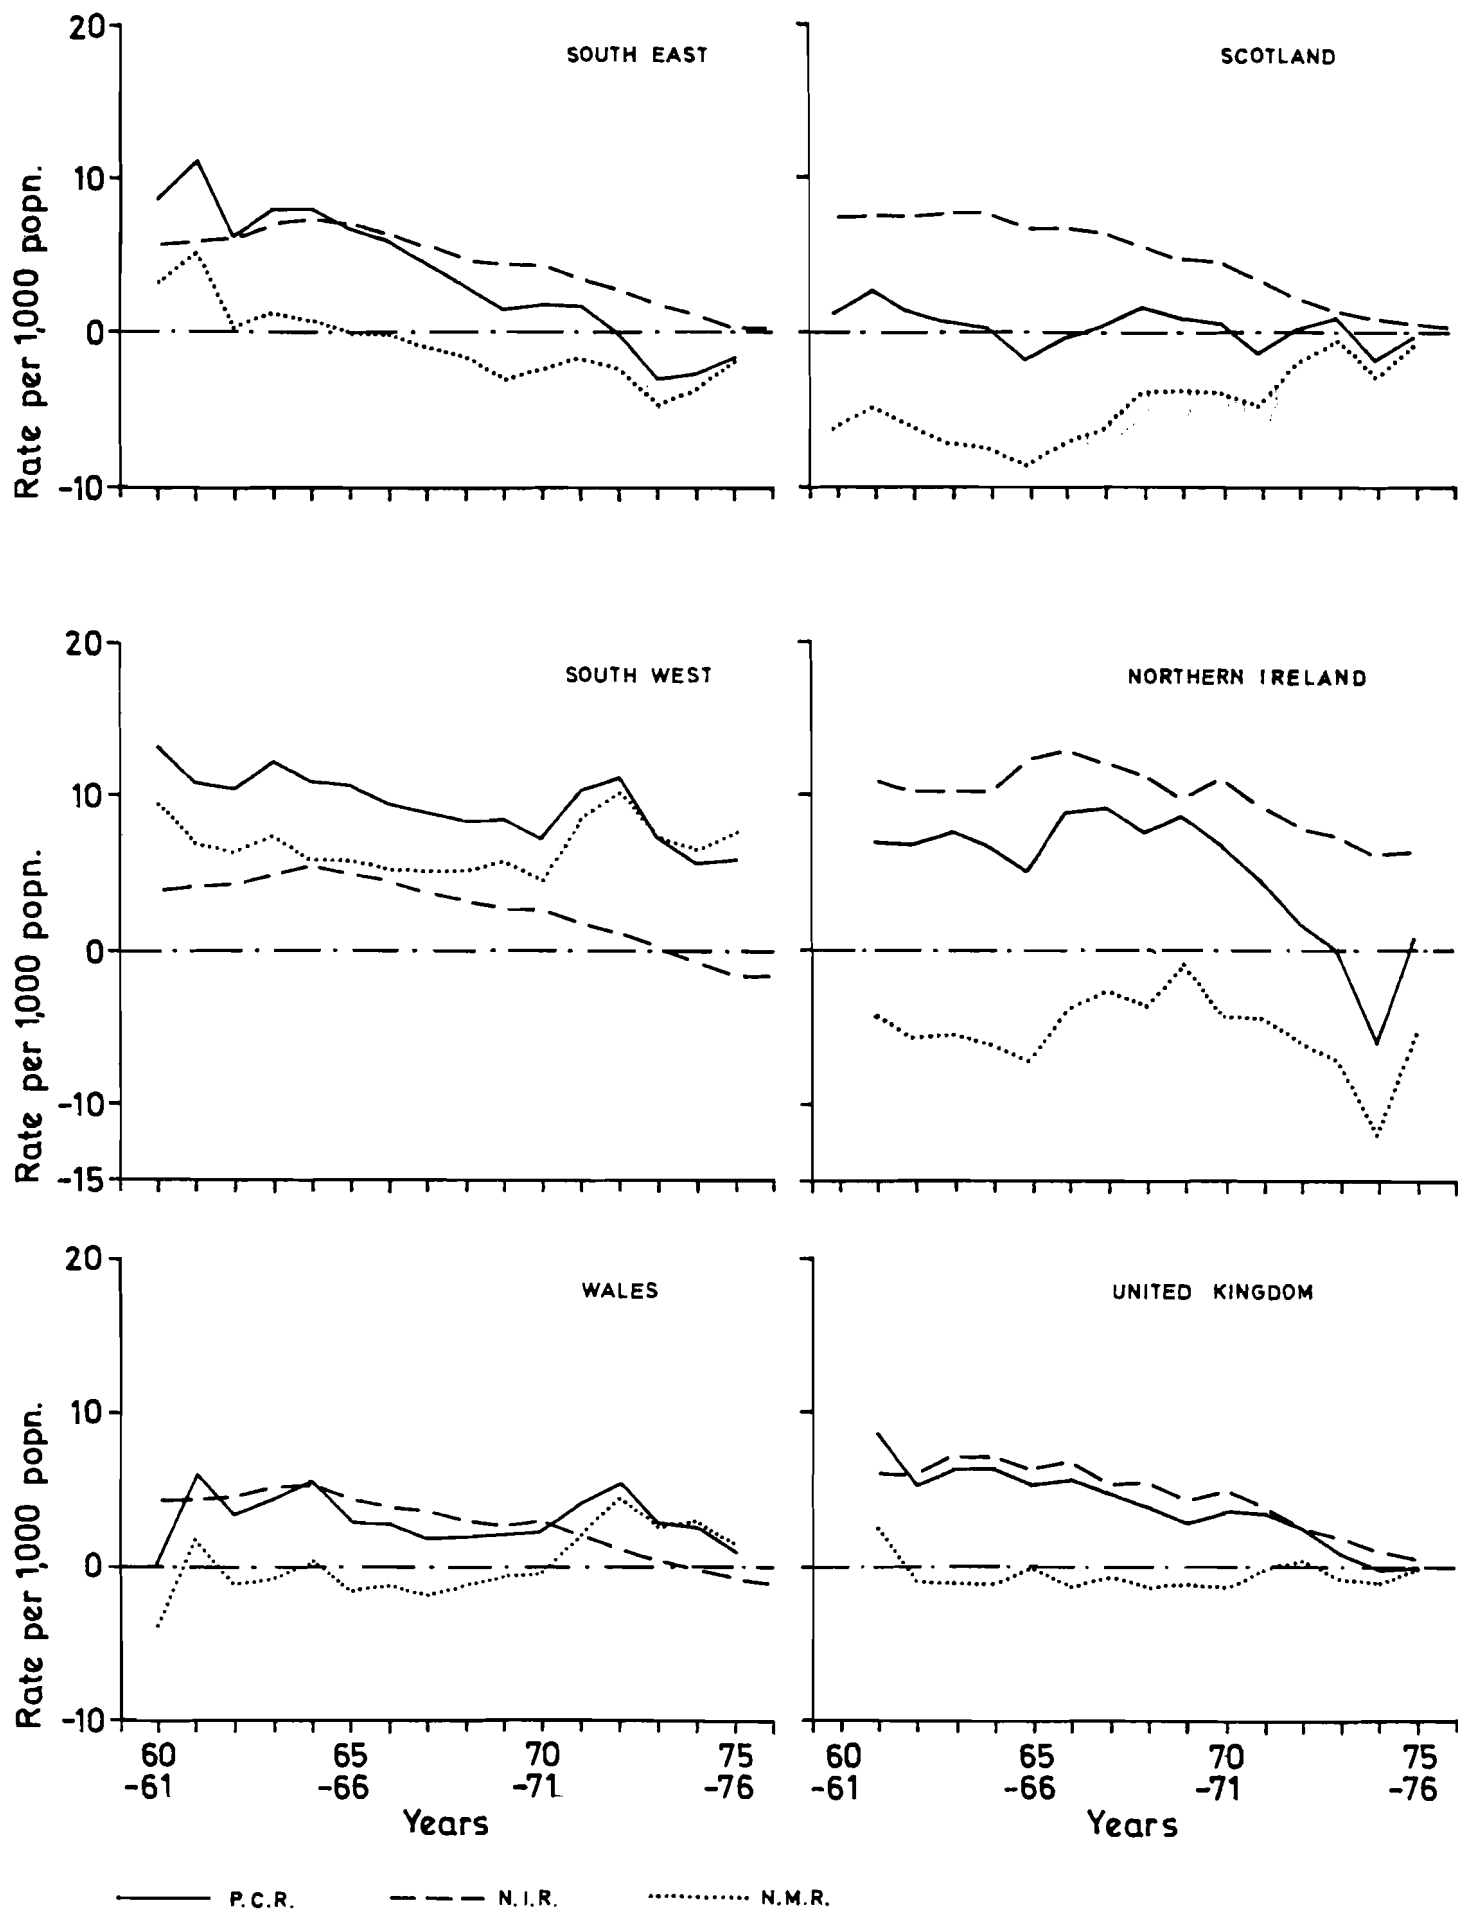 SOUTH EAST
20
10
0
-10
Rate per 1,000 popn.
SCOTLAND
SOUTH WEST
20
10
0
-10
-15
Rate per 1,000 popn.
NORTHERN IRELAND
WALES
20
10
0
-10
Rate per 1,000 popn.
60 65 70 75
-61 -66 -71 -76
Years
UNITED KINGDOM
60 65 70 75
-61 -66 -71 -76
Years
P.C.R. N.I.R. N.M.R.